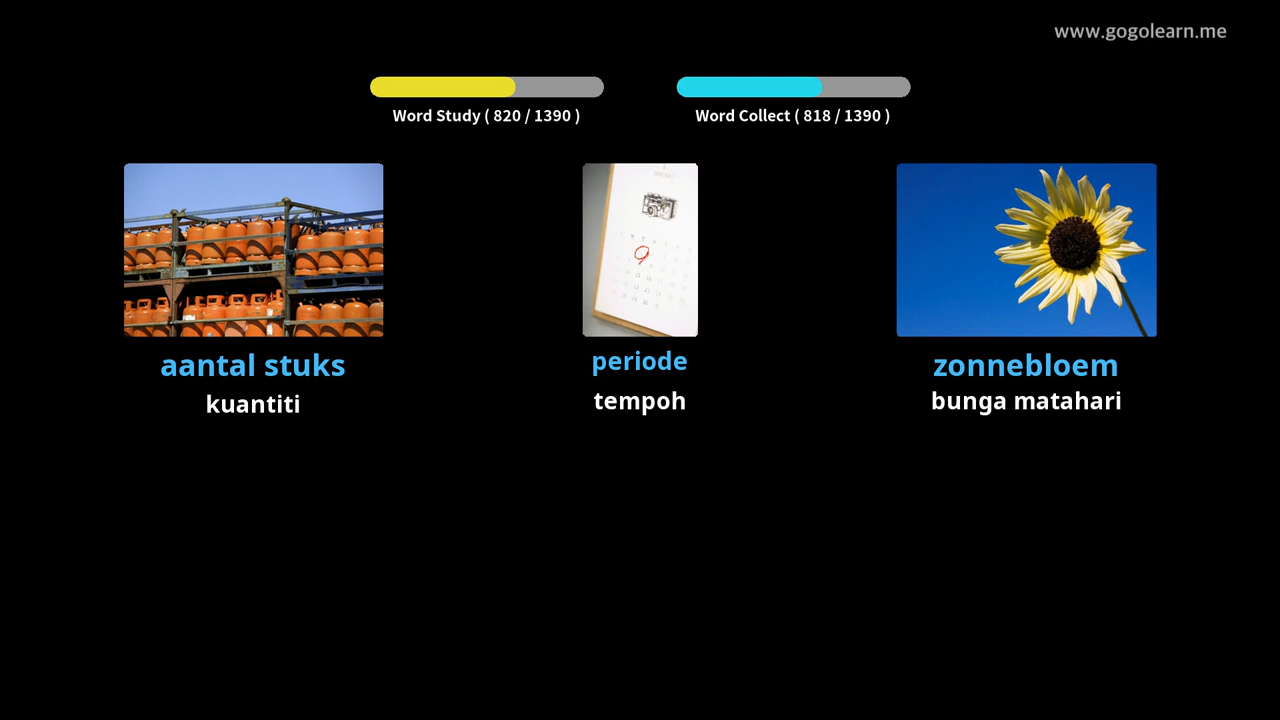 www.gogolearn.me
Word Study ( 820 / 1390 )
Word Collect ( 818 / 1390 )
aantal stuks
kuantiti
periode
tempoh
zonnebloem
bunga matahari